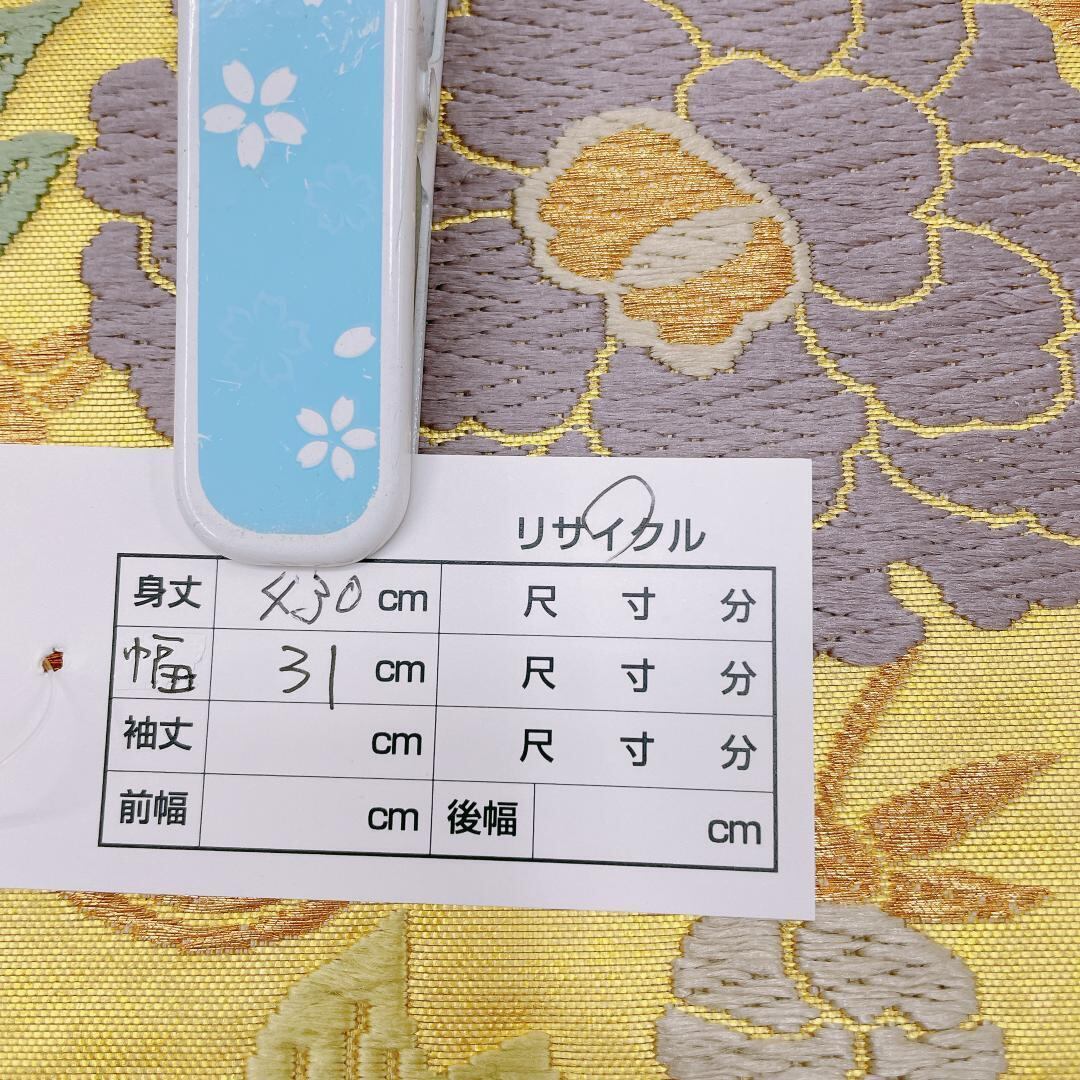 リサイクル
身丈 430 cm 尺 寸 分
幅 31 cm 尺 寸 分
袖丈 cm 尺 寸 分
前幅 cm 後幅 cm